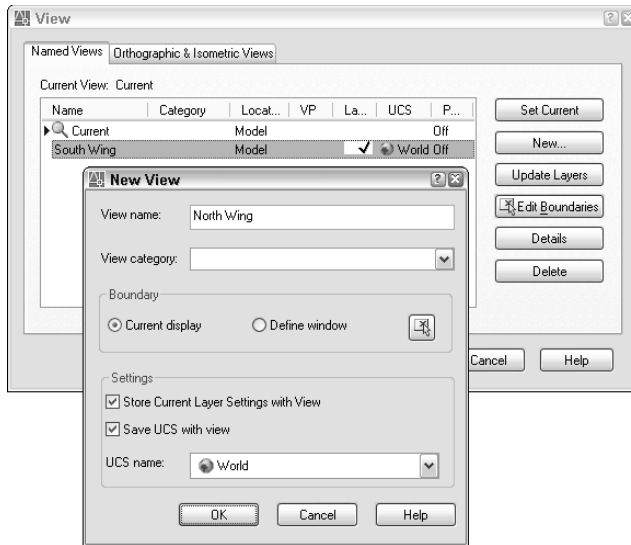 View
Named Views Orthographic & Isometric Views
Current View: Current
Name Category Locat... VP La... UCS P...
Current Model Off
South Wing Model World Off
Set Current
New...
Update Layers
Edit Boundaries
Details
Delete
Cancel Help
New View
View name: North Wing
View category:
Boundary
Current display Define window
Settings
Store Current Layer Settings with View
Save UCS with view
UCS name: World
OK Cancel Help